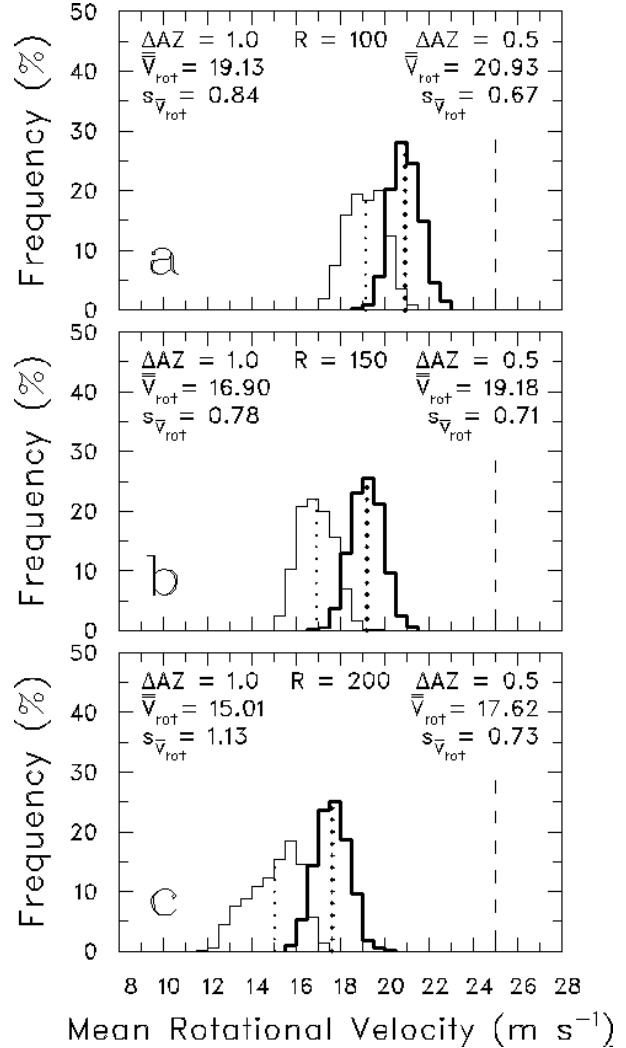 50
40
30
20
10
0
Frequency (%)
ΔAZ = 1.0 R = 100 ΔAZ = 0.5
V̿rot = 19.13 V̿rot = 20.93
sV̅rot = 0.84 sV̅rot = 0.67
a
50
40
30
20
10
0
Frequency (%)
ΔAZ = 1.0 R = 150 ΔAZ = 0.5
V̿rot = 16.90 V̿rot = 19.18
sV̅rot = 0.78 sV̅rot = 0.71
b
50
40
30
20
10
0
Frequency (%)
ΔAZ = 1.0 R = 200 ΔAZ = 0.5
V̿rot = 15.01 V̿rot = 17.62
sV̅rot = 1.13 sV̅rot = 0.73
c
8 10 12 14 16 18 20 22 24 26 28
Mean Rotational Velocity (m s⁻¹)